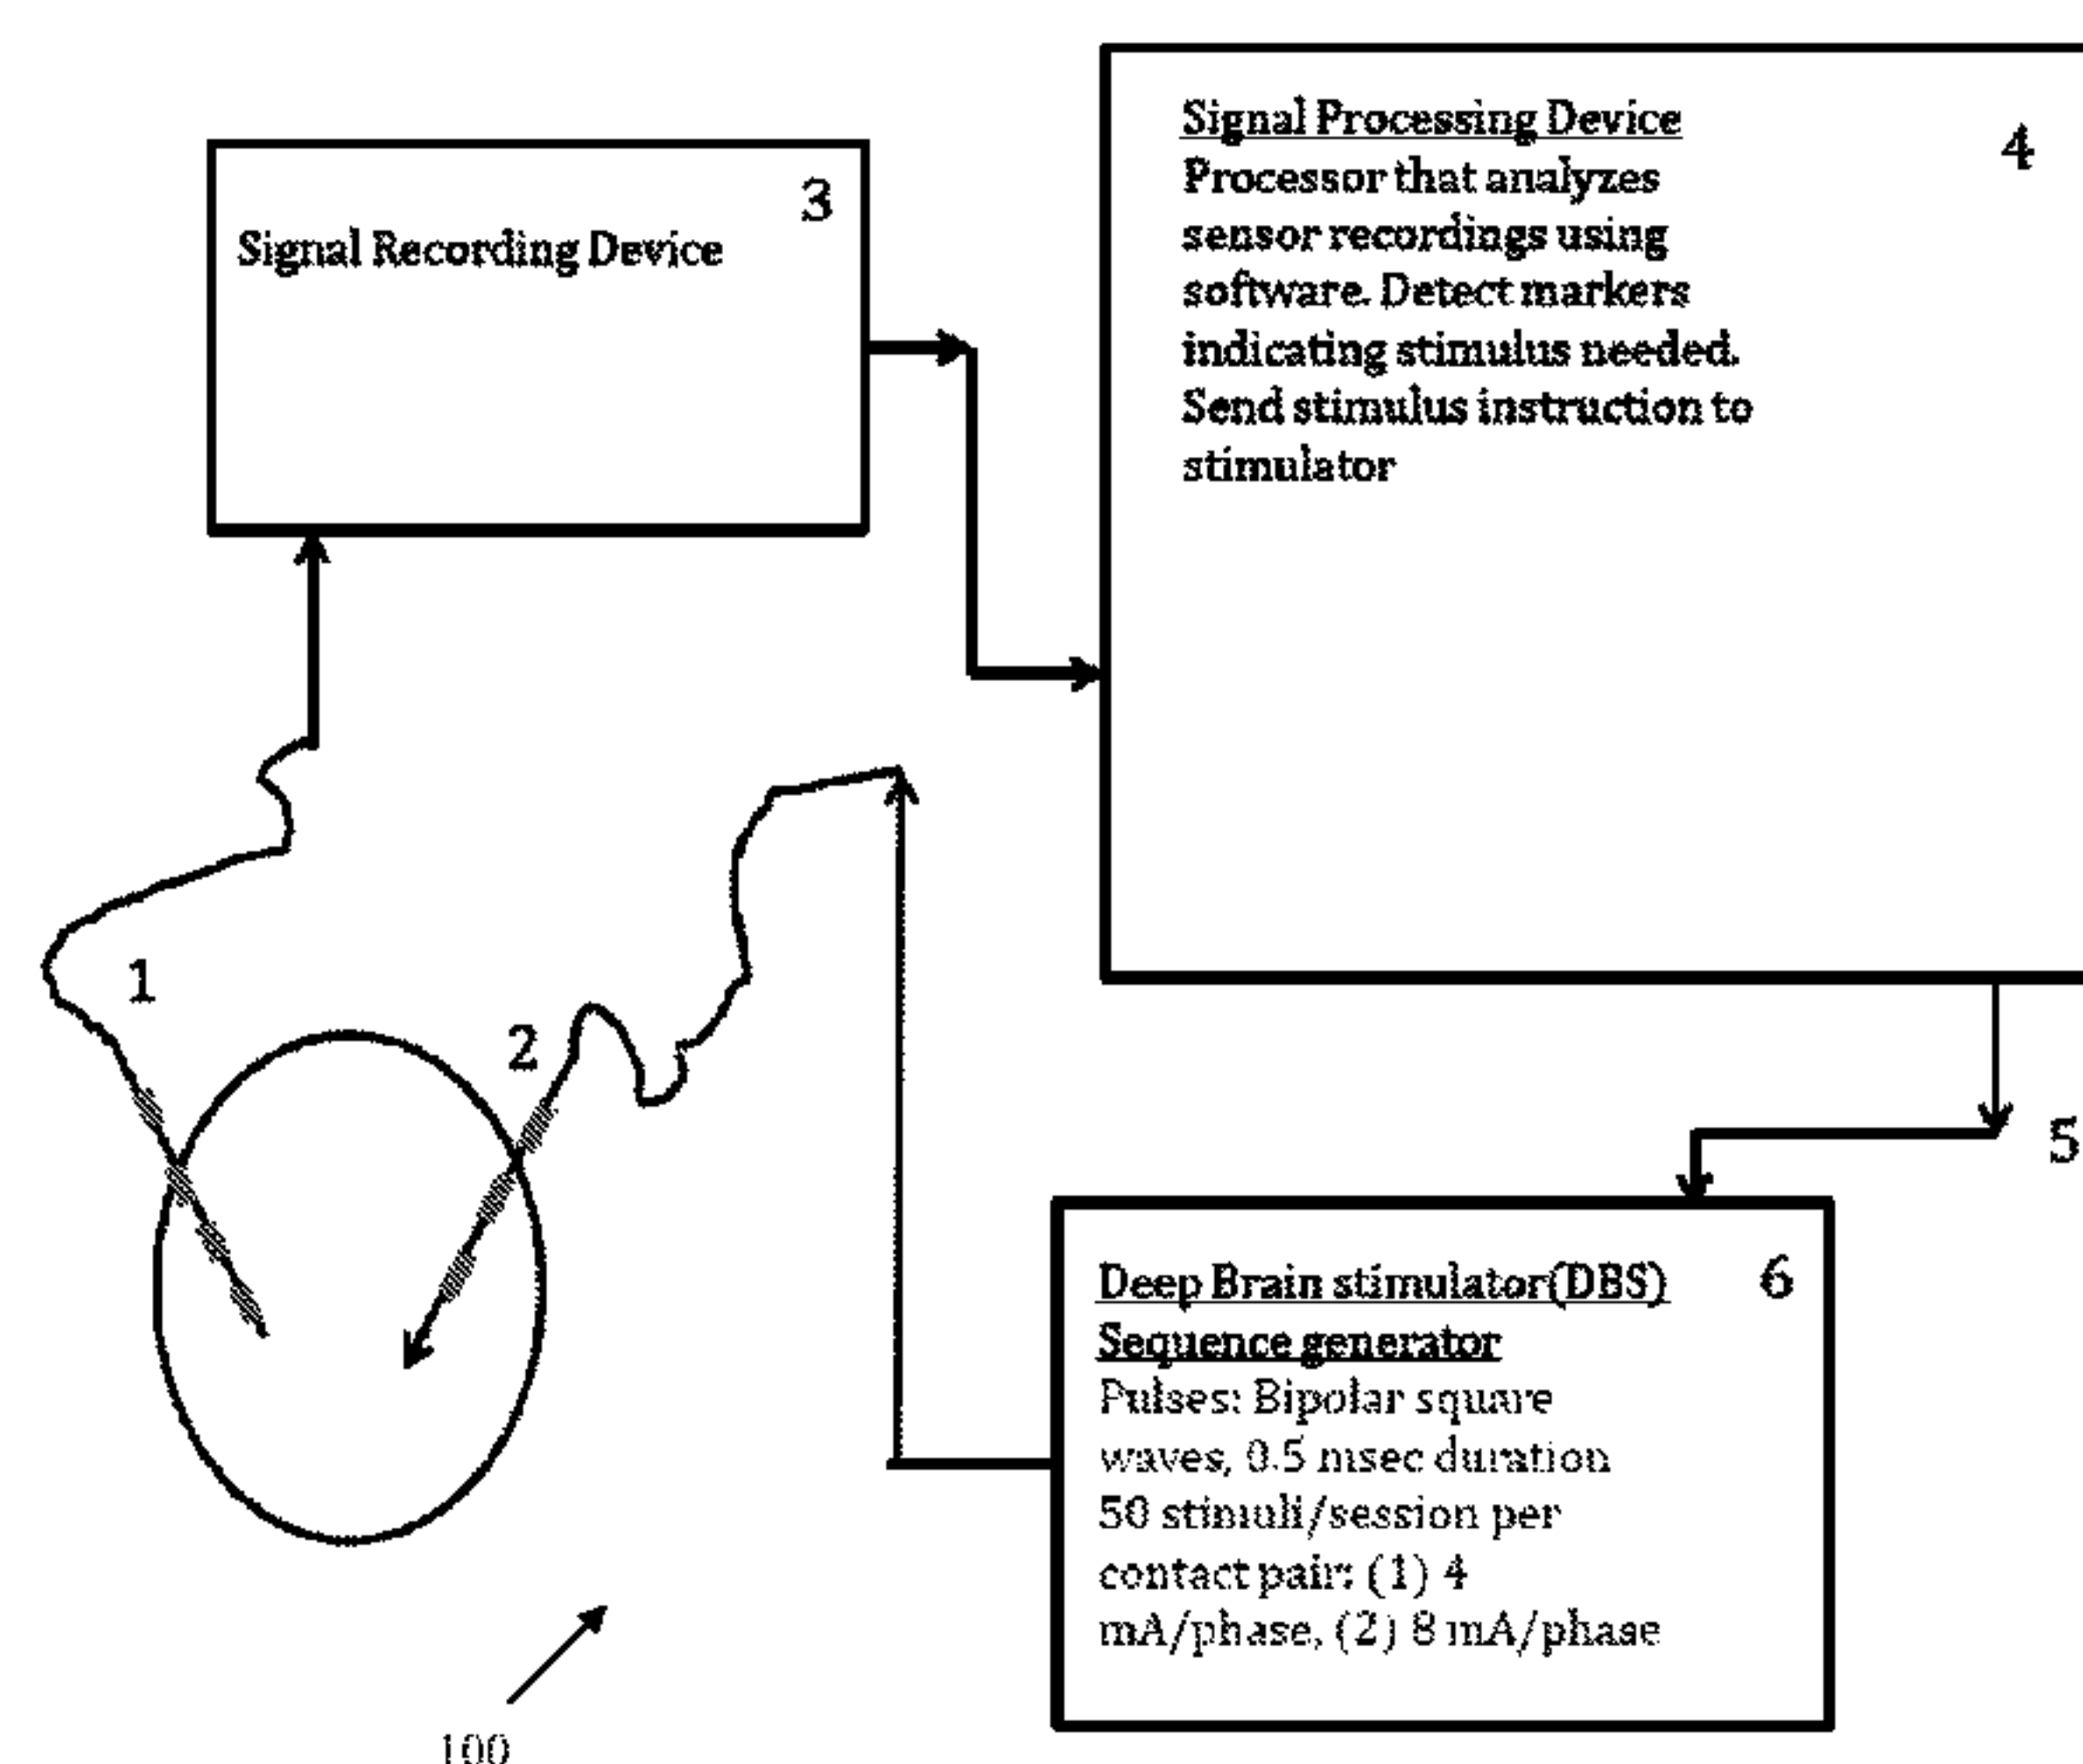 Signal Recording Device
3
Signal Processing Device
4
Processor that analyzes
sensor recordings using
software. Detect markers
indicating stimulus needed.
Send stimulus instruction to
stimulator
1
2
5
Deep Brain stimulator(DBS)
6
Sequence generator
Pulses: Bipolar square
waves, 0.5 msec duration
50 stimuli/session per
contact pair: (1) 4
mA/phase, (2) 8 mA/phase
100